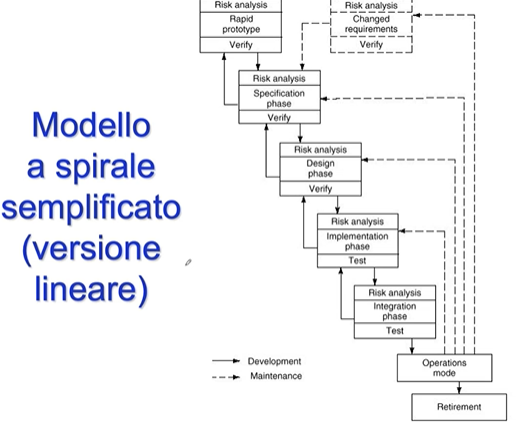 Modello
a spirale
semplificato
(versione
lineare)
Risk analysis
Rapid
prototype
Verify
Risk analysis
Changed
requirements
Verify
Risk analysis
Specification
phase
Verify
Risk analysis
Design
phase
Verify
Risk analysis
Implementation
phase
Test
Risk analysis
Integration
phase
Test
Operations
mode
Retirement
Development
Maintenance